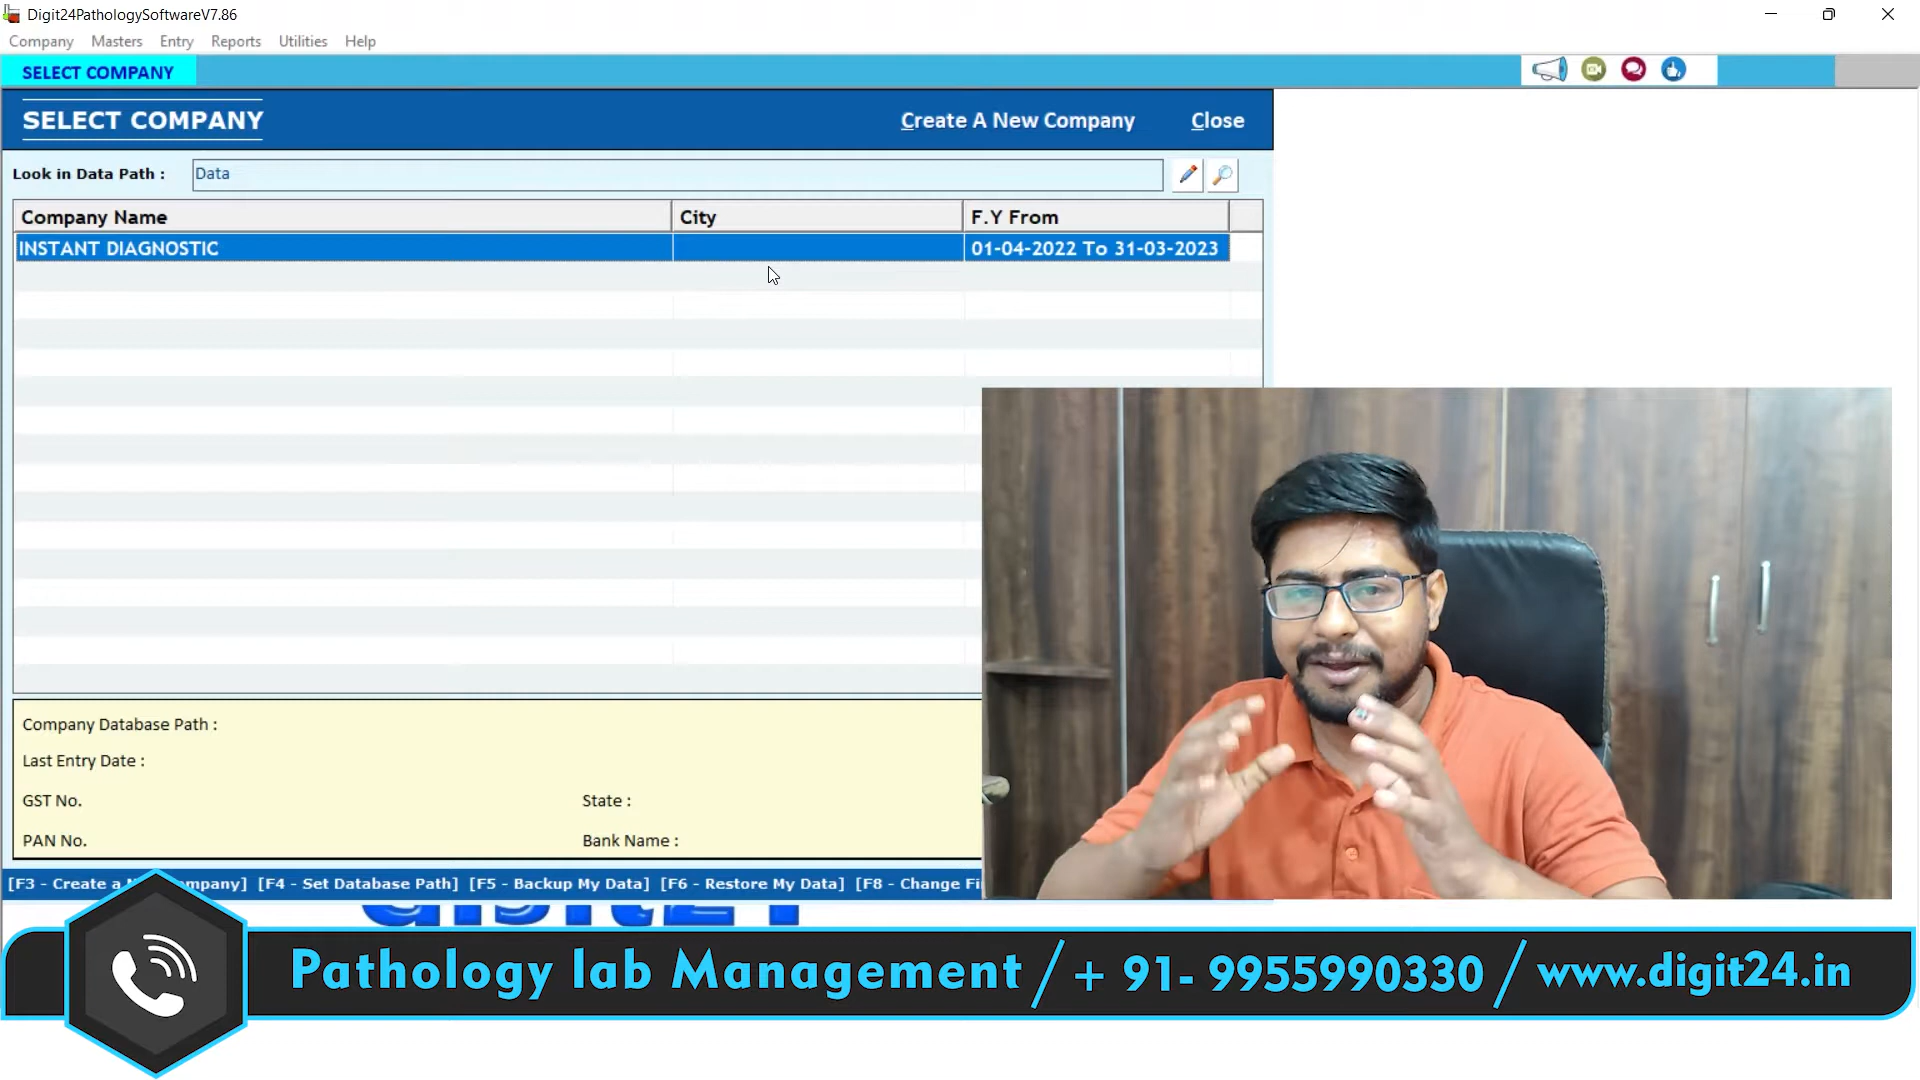 Digit24PathologySoftwareV7.86
Company Masters Entry Reports Utilities Help
SELECT COMPANY
SELECT COMPANY Create A New Company Close
Look in Data Path : Data
Company Name City F.Y From
INSTANT DIAGNOSTIC 01-04-2022 To 31-03-2023
Company Database Path :
Last Entry Date :
GST No. State :
PAN No. Bank Name :
[F3 - Create a mpany] [F4 - Set Database Path] [F5 - Backup My Data] [F6 - Restore My Data] [F8 - Change Fi
Pathology lab Management / + 91- 9955990330 / www.digit24.in